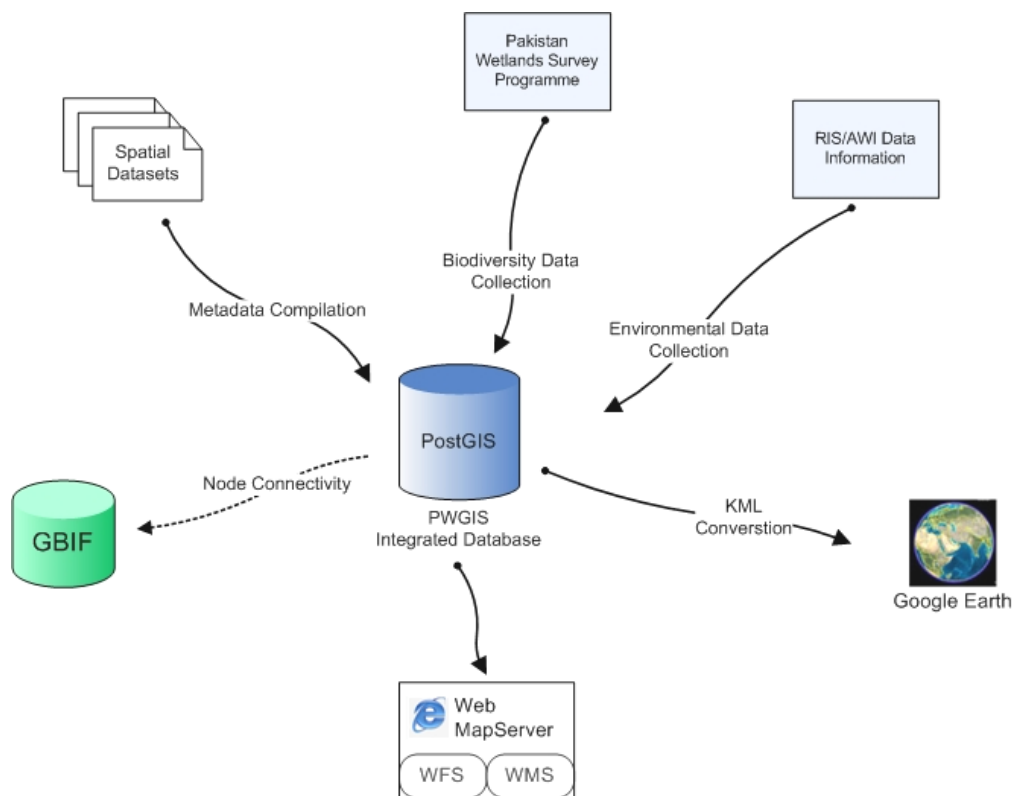 Pakistan
Wetlands Survey
Programme
Spatial
Datasets
RIS/AWI Data
Information
Biodiversity Data
Collection
Metadata Compilation
Environmental Data
Collection
PostGIS
Node Connectivity
GBIF
PWGIS
Integrated Database
KML
Converstion
Google Earth
Web
MapServer
WFS
WMS